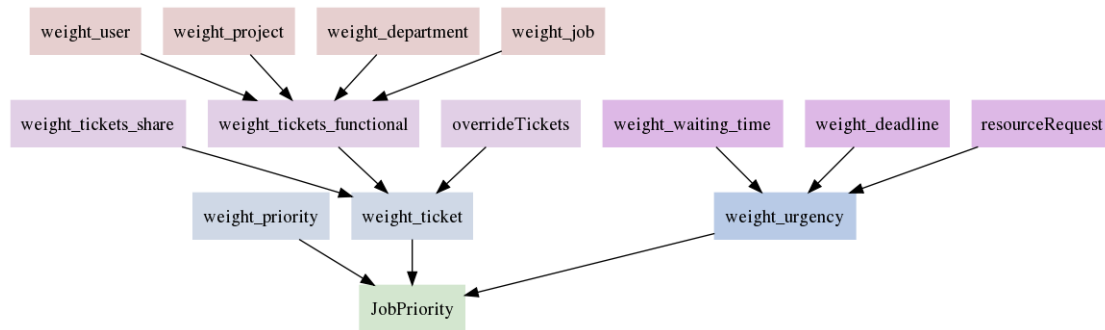 weight_user
weight_project
weight_department
weight_job
weight_tickets_share
weight_tickets_functional
overrideTickets
weight_waiting_time
weight_deadline
resourceRequest
weight_priority
weight_ticket
weight_urgency
JobPriority